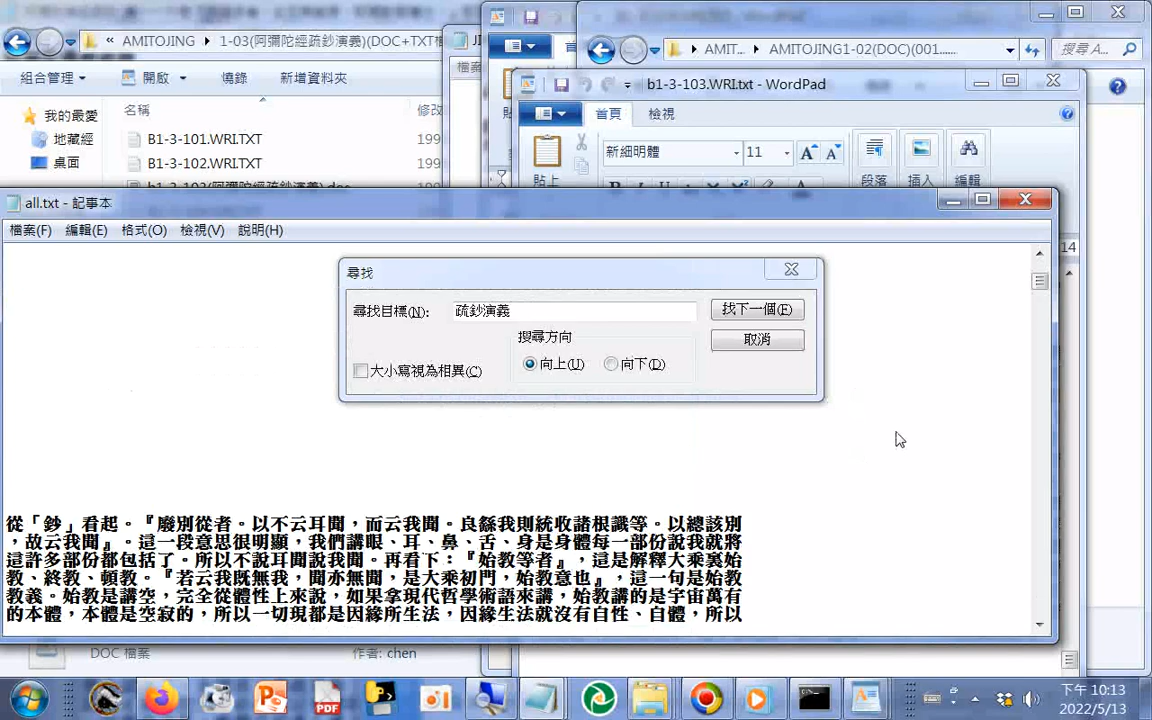 AMITOJING
1-03(阿彌陀經疏鈔演義)(DOC+TXT檔
AMIT...
AMITOJING1-02(DOC)(001......
搜尋 A...
組合管理
開啟
燒錄
新增資料夾
我的最愛
地藏經
桌面
名稱
修改
B1-3-101.WRI.TXT
199
B1-3-102.WRI.TXT
199
b1-3-103.WRI.txt - WordPad
首頁
檢視
新細明體
11
貼上
段落
插入
編輯
14
all.txt - 記事本
檔案(F)
編輯(E)
格式(O)
檢視(V)
說明(H)
尋找
尋找目標(N):
疏鈔演義
找下一個(F)
取消
搜尋方向
大小寫視為相異(C)
向上(U)
向下(D)
從「鈔」看起。『廢別從者。以不云耳聞，而云我聞。良繇我則統收諸根識等。以總該別
，故云我聞』。這一段意思很明顯，我們講眼、耳、鼻、舌、身是身體每一部份說我就將
這許多部份都包括了。所以不說耳聞說我聞。再看下：『始教等者』，這是解釋大乘裏始
教、終教、頓教。『若云我既無我，聞亦無聞，是大乘初門，始教意也』，這一句是始教
教義。始教是講空，完全從體性上來說，如果拿現代哲學術語來講，始教講的是宇宙萬有
的本體，本體是空寂的，所以一切現都是因緣所生法，因緣生法就沒有自性、自體，所以
DOC 檔案
作者: chen
下午 10:13
2022/5/13